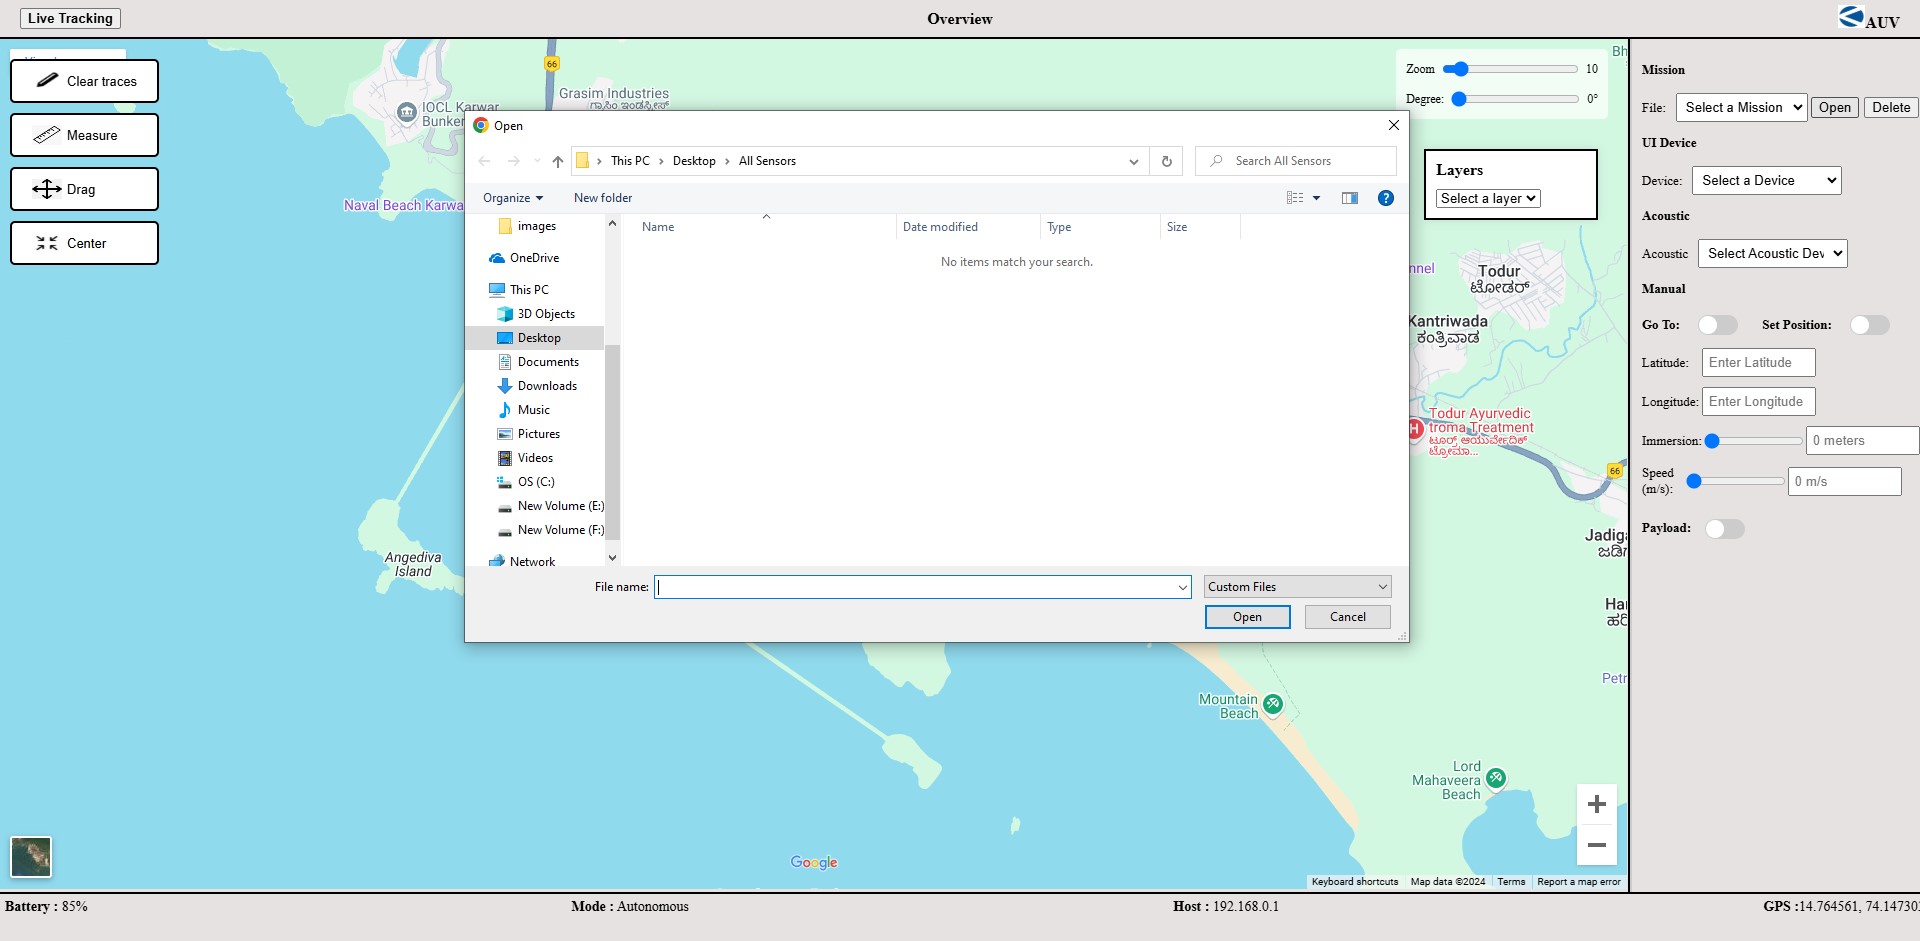 Live Tracking
Overview
AUV
Clear traces
Measure
Drag
Center
66
Grasim Industries
IOCL Karwar
Bunker
Naval Beach Karwa
Zoom
10
Degree:
0°
Bh
Layers
Select a layer
Open
This PC
Desktop
All Sensors
Search All Sensors
Organize
New folder
images
OneDrive
This PC
3D Objects
Desktop
Documents
Downloads
Music
Pictures
Videos
OS (C:)
New Volume (E:)
New Volume (F:)
Network
Name
Date modified
Type
Size
No items match your search.
File name:
Custom Files
Open
Cancel
nnel
Todur
ಟೋಡರ್
Kantriwada
ಕಂತ್ರಿವಾಡ
H
Todur Ayurvedic
troma Treatment
66
Jadiga
Har
Petr
Angediva
Island
Mountain
Beach
Lord
Mahaveera
Beach
Google
Keyboard shortcuts
Map data ©2024
Terms
Report a map error
Mission
File:
Select a Mission
Open
Delete
UI Device
Device:
Select a Device
Acoustic
Acoustic
Select Acoustic Dev
Manual
Go To:
Set Position:
Latitude:
Enter Latitude
Longitude:
Enter Longitude
Immersion:
0 meters
Speed
(m/s):
0 m/s
Payload:
Battery : 85%
Mode : Autonomous
Host : 192.168.0.1
GPS :14.764561, 74.147303